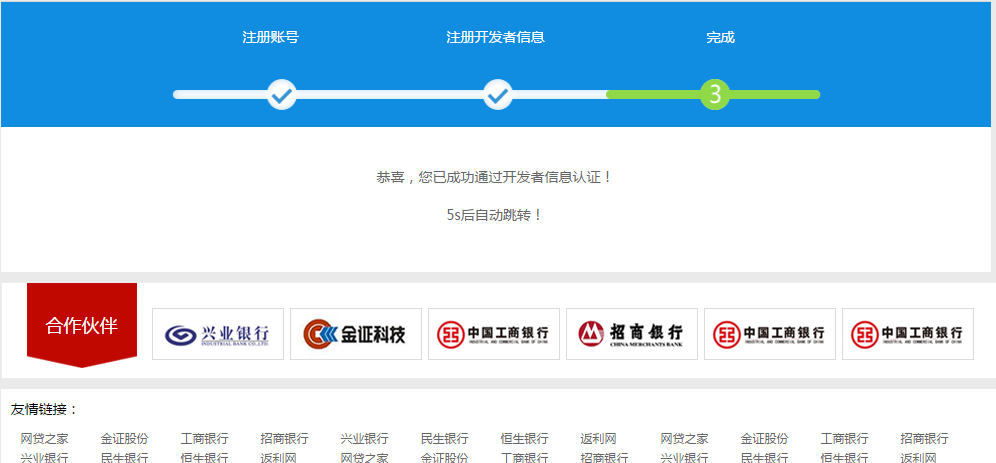 注册账号 注册开发者信息 完成
3
恭喜，您已成功通过开发者信息认证！
5s后自动跳转！
合作伙伴
兴业银行 金证科技 中国工商银行 招商银行 中国工商银行 中国工商银行
INDUSTRIAL BANK CO.,LTD. INDUSTRIAL AND COMMERCIAL BANK OF CHINA CHINA MERCHANTS BANK INDUSTRIAL AND COMMERCIAL BANK OF CHINA INDUSTRIAL AND COMMERCIAL BANK OF CHINA
友情链接：
网贷之家 金证股份 工商银行 招商银行 兴业银行 民生银行 恒生银行 返利网 网贷之家 金证股份 工商银行 招商银行
兴业银行 民生银行 恒生银行 返利网 网贷之家 金证股份 工商银行 招商银行 兴业银行 民生银行 恒生银行 返利网